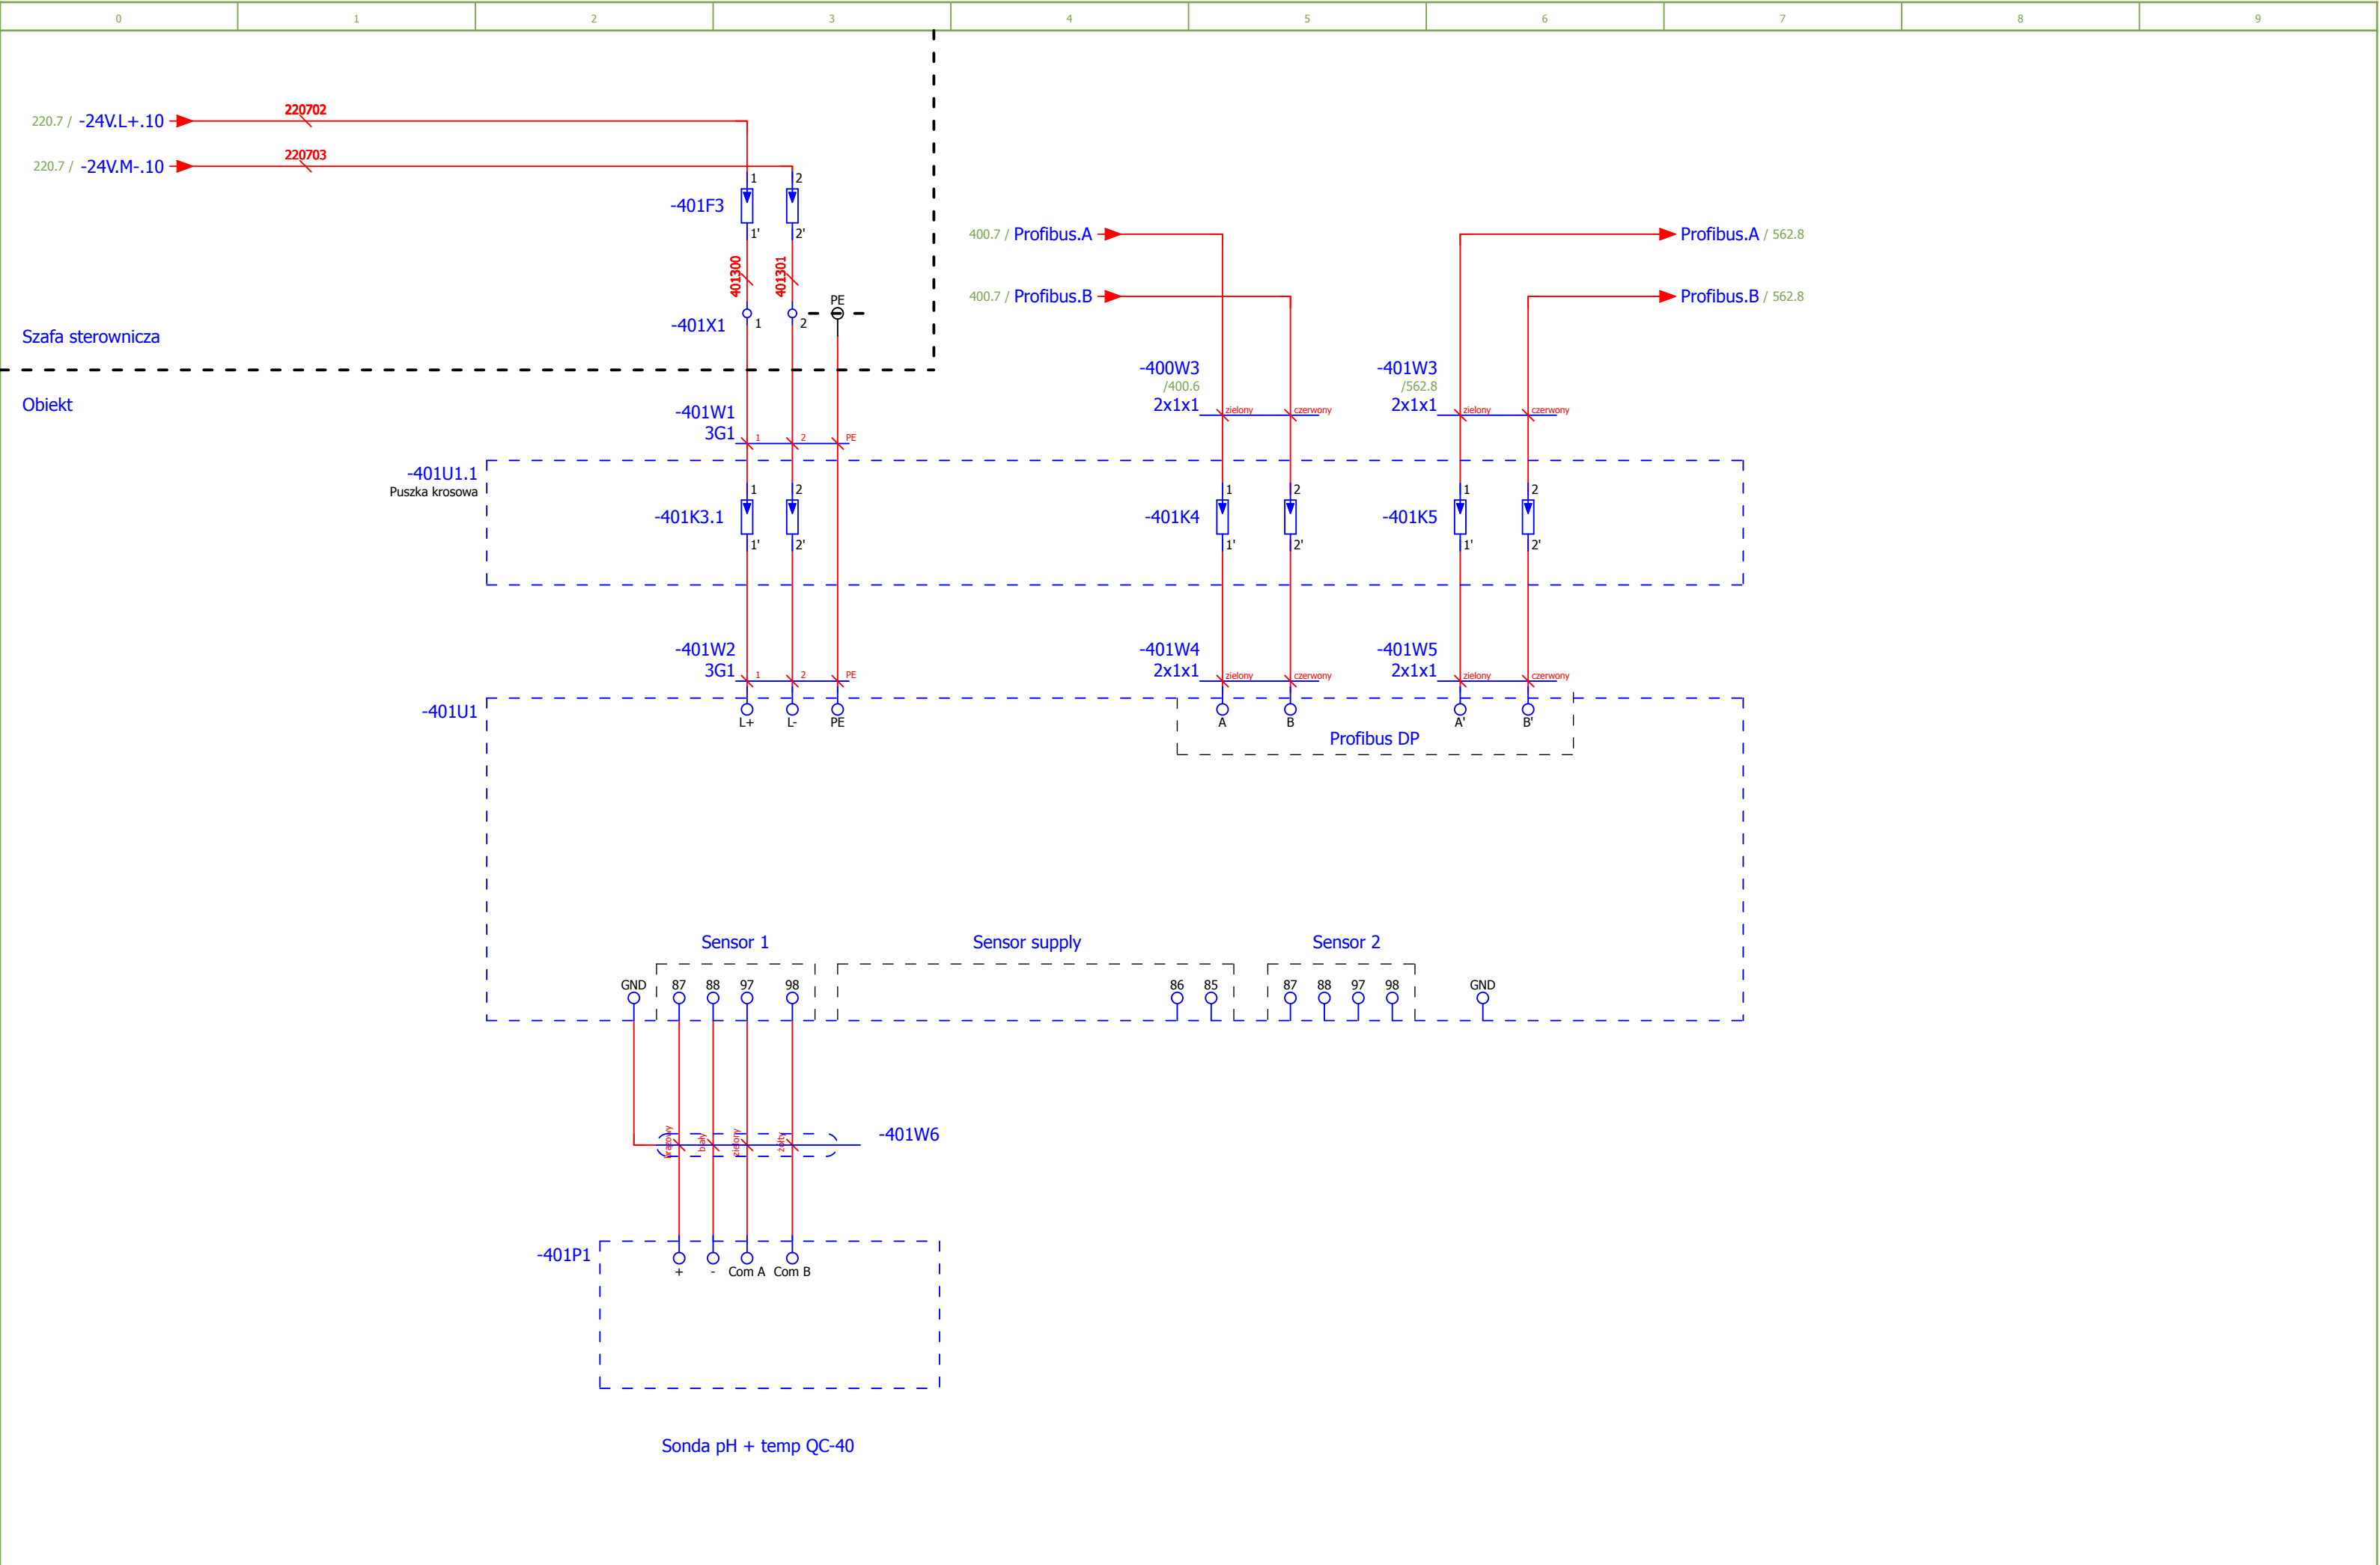 0 1 2 3 4 5 6 7 8 9
220.7 / -24V.L+.10 220702
220.7 / -24V.M-.10 220703
1 2
-401F3
1' 2'
400.7 / Profibus.A Profibus.A / 562.8
401300 401301
400.7 / Profibus.B Profibus.B / 562.8
PE
-401X1 1 2
Szafa sterownicza
Obiekt
-400W3 -401W3
/400.6 /562.8
2x1x1 zielony czerwony 2x1x1 zielony czerwony
-401W1
3G1 1 2 PE
-401U1.1
Puszka krosowa
1 2 1 2 1 2
-401K3.1 -401K4 -401K5
1' 2' 1' 2' 1' 2'
-401W2 -401W4 -401W5
3G1 1 2 PE 2x1x1 zielony czerwony 2x1x1 zielony czerwony
-401U1
L+ L- PE A B A' B'
Profibus DP
Sensor 1 Sensor supply Sensor 2
GND 87 88 97 98 86 85 87 88 97 98 GND
brązowy biały zielony żółty
-401W6
-401P1
+ - Com A Com B
Sonda pH + temp QC-40